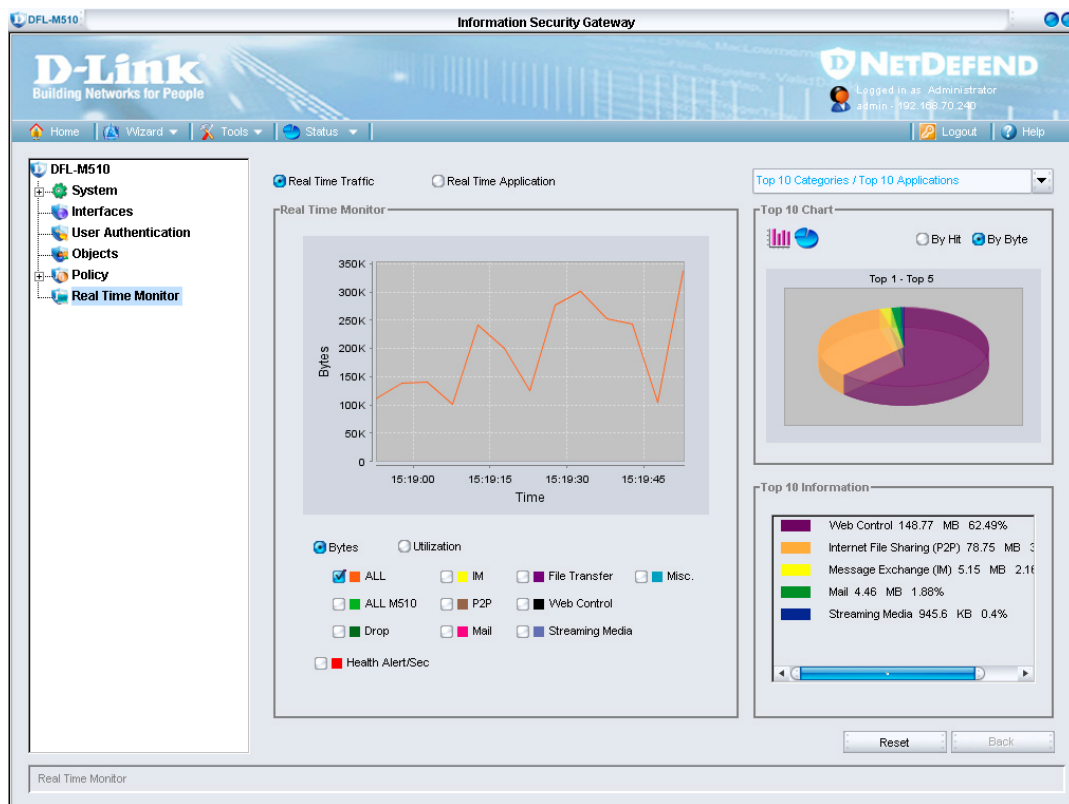 DFL-M510
Information Security Gateway
D-Link
Building Networks for People
NETDEFEND
Logged in as Administrator
admin - 192.168.70.240
Home
Wizard
Tools
Status
Logout
Help
DFL-M510
System
Interfaces
User Authentication
Objects
Policy
Real Time Monitor
Real Time Traffic
Real Time Application
Top 10 Categories / Top 10 Applications
Real Time Monitor
350K
300K
250K
200K
150K
100K
50K
0
Bytes
15:19:00
15:19:15
15:19:30
15:19:45
Time
Bytes
Utilization
ALL
IM
File Transfer
Misc.
ALL M510
P2P
Web Control
Drop
Mail
Streaming Media
Health Alert/Sec
Top 10 Chart
By Hit
By Byte
Top 1 - Top 5
Top 10 Information
Web Control 148.77 MB 62.49%
Internet File Sharing (P2P) 78.75 MB 3
Message Exchange (IM) 5.15 MB 2.16
Mail 4.46 MB 1.88%
Streaming Media 945.6 KB 0.4%
Reset
Back
Real Time Monitor